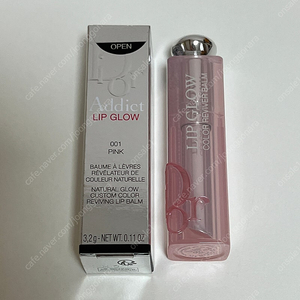 OPEN
Dior
Addict
LIP GLOW
001
PINK
BAUME À LÈVRES
RÉVÉLATEUR DE
COULEUR NATURELLE
NATURAL GLOW
CUSTOM COLOR
REVIVING LIP BALM
3,2 g - NET WT. 0.11 OZ
LIP GLOW
COLOR REVIVER BALM
Dior